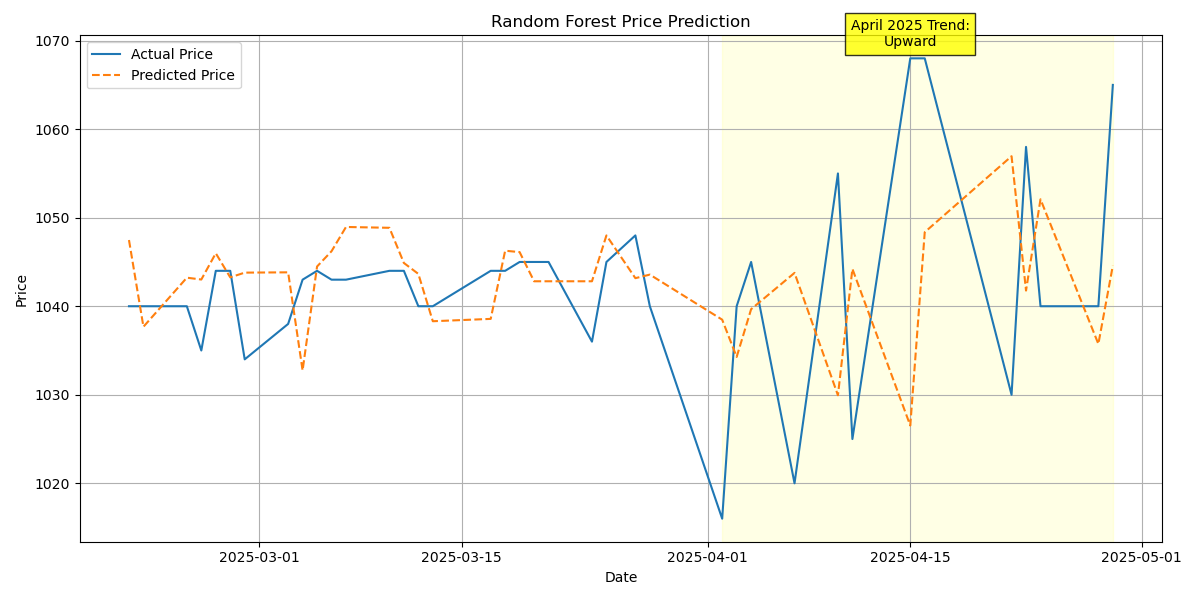 Random Forest Price Prediction
April 2025 Trend:
Upward
Actual Price
Predicted Price
Price
1070
1060
1050
1040
1030
1020
2025-03-01
2025-03-15
2025-04-01
2025-04-15
2025-05-01
Date